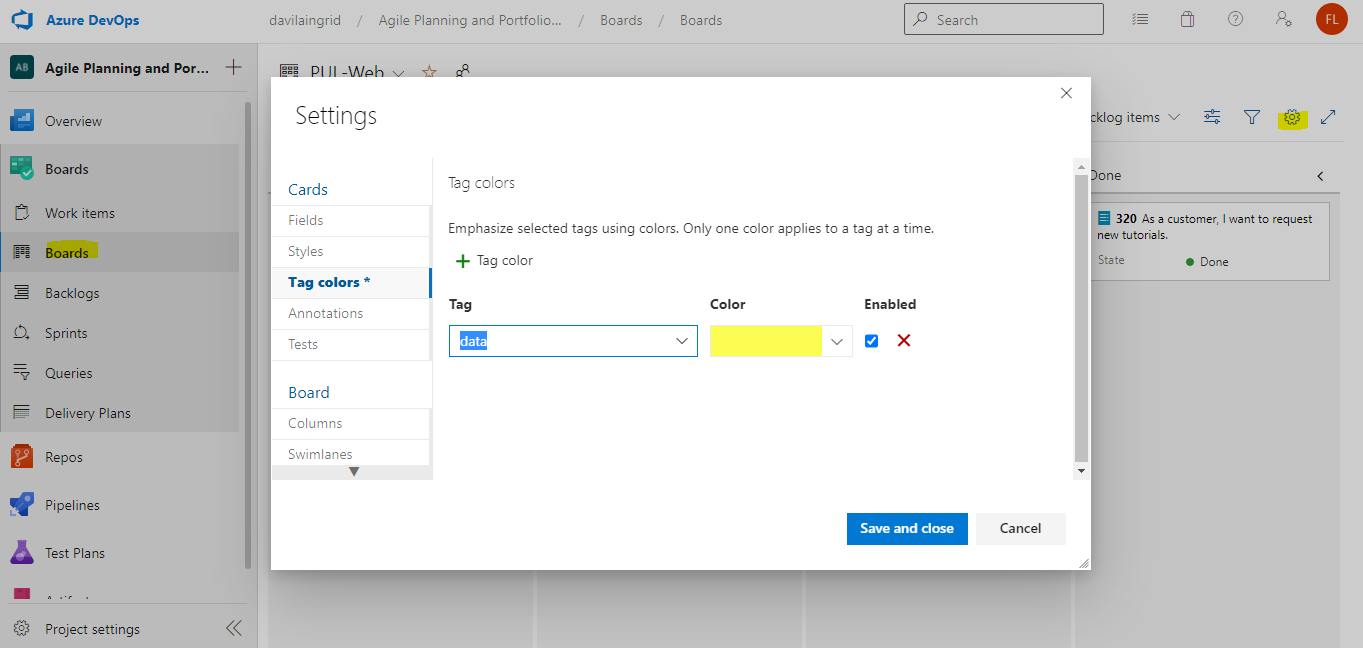 Azure DevOps
davilaingrid / Agile Planning and Portfolio... / Boards / Boards
Search
FL
AB Agile Planning and Por...
PUL-Web
Overview
Boards
Work items
Boards
Backlogs
Sprints
Queries
Delivery Plans
Repos
Pipelines
Test Plans
Project settings
Settings
Cards
Fields
Styles
Tag colors *
Annotations
Tests
Board
Columns
Swimlanes
Tag colors
Emphasize selected tags using colors. Only one color applies to a tag at a time.
Tag color
Tag Color Enabled
data
Save and close Cancel
cklog items
Done
320 As a customer, I want to request
new tutorials.
State Done